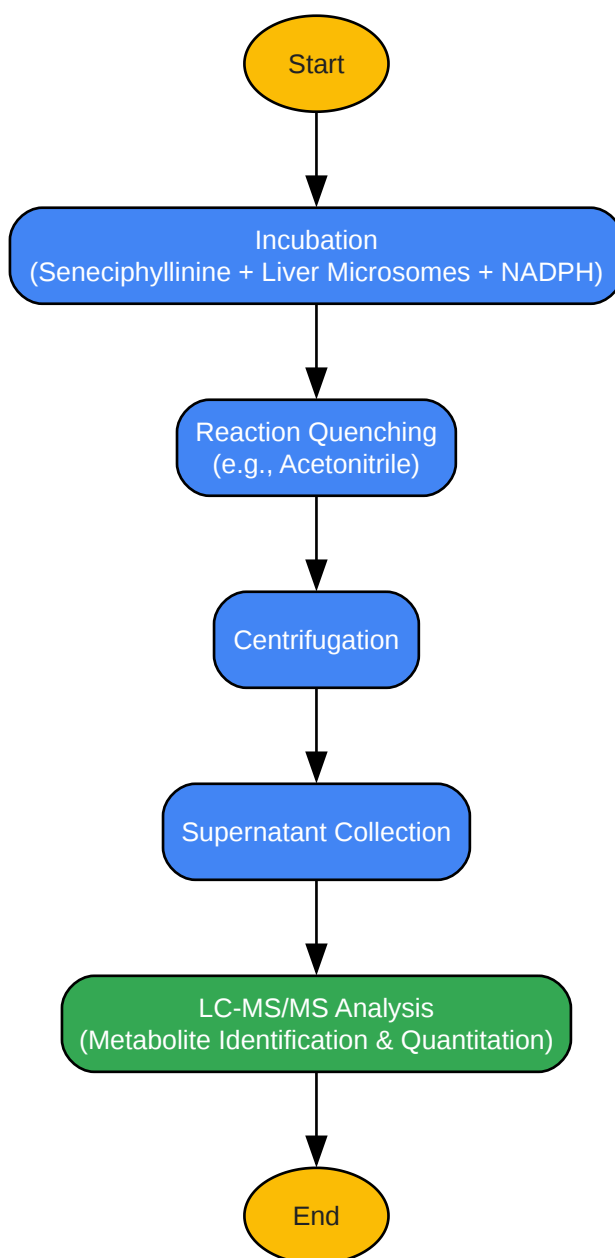 Start
Incubation
(Seneciphyllinine + Liver Microsomes + NADPH)
Reaction Quenching
(e.g., Acetonitrile)
Centrifugation
Supernatant Collection
LC-MS/MS Analysis
(Metabolite Identification & Quantitation)
End